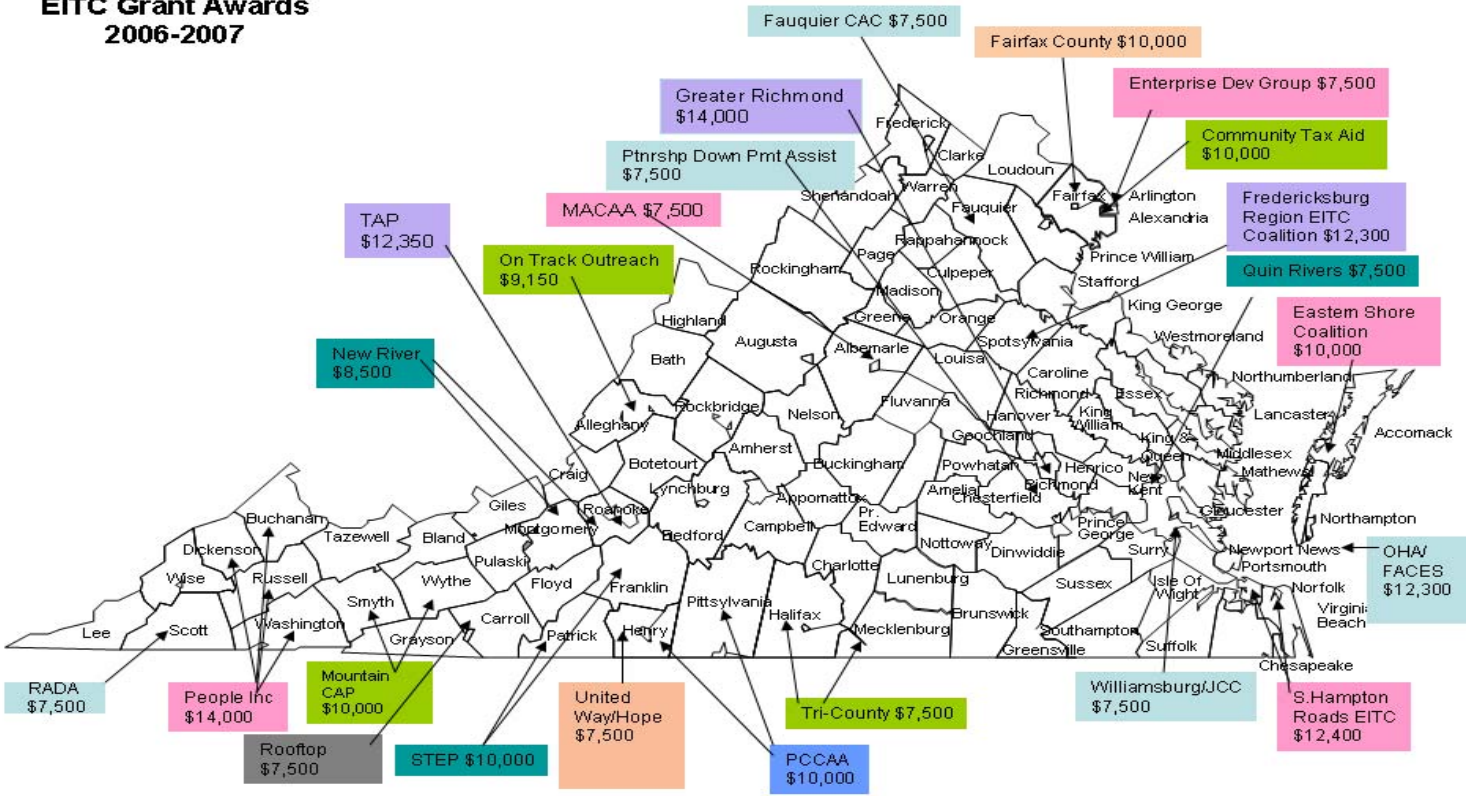 EITC Grant Awards
2006-2007
Fauquier CAC $7,500
Fairfax County $10,000
Enterprise Dev Group $7,500
Greater Richmond
$14,000
Community Tax Aid
$10,000
Ptnrshp Down Pmt Assist
$7,500
MACAA $7,500
TAP
$12,350
Fredericksburg
Region EITC
Coalition $12,300
On Track Outreach
$9,150
Quin Rivers $7,500
Eastern Shore
Coalition
$10,000
New River
$8,500
Frederick
Clarke
Loudoun
Shenandoah
Warren
Fairfax
Arlington
Alexandria
Fauquier
Rappahannock
Page
Prince William
Rockingham
Culpeper
Stafford
Madison
King George
Greene
Orange
Highland
Westmoreland
Augusta
Albemarle
Spotsylvania
Bath
Louisa
Caroline
Northumberland
Richmond
Essex
Rockbridge
Nelson
Fluvanna
Hanover
King
William
Lancaster
Alleghany
Goochland
Accomack
King &
Queen
Amherst
Middlesex
Botetourt
Buckingham
Powhatan
Henrico
Mathews
Craig
New
Kent
Lynchburg
Amelia
Richmond
Chesterfield
Appomattox
Giles
Roanoke
Gloucester
Buchanan
Montgomery
Campbell
Pr.
Edward
Prince
George
Northampton
Tazewell
Bland
Bedford
Nottoway
Dinwiddie
Surry
Newport News
Dickenson
Pulaski
Charlotte
Portsmouth
OHA/
FACES
$12,300
Wise
Russell
Wythe
Floyd
Franklin
Lunenburg
Sussex
Isle Of
Wight
Norfolk
Smyth
Pittsylvania
Halifax
Brunswick
Virginia
Beach
Washington
Carroll
Lee
Scott
Grayson
Patrick
Henry
Mecklenburg
Southampton
Suffolk
Greensville
Chesapeake
RADA
$7,500
People Inc
$14,000
Mountain
CAP
$10,000
United
Way/Hope
$7,500
Tri-County $7,500
Williamsburg/JCC
$7,500
S.Hampton
Roads EITC
$12,400
Rooftop
$7,500
STEP $10,000
PCCAA
$10,000